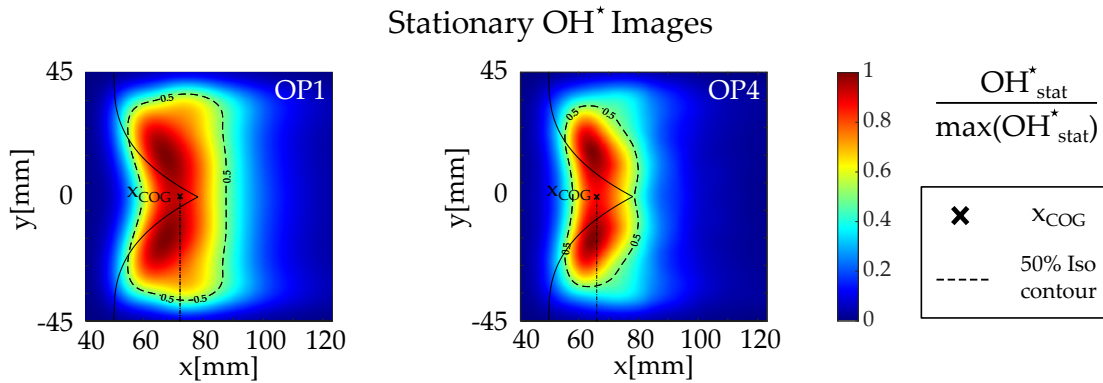 Stationary OH* Images
45
0
-45
y[mm]
OP1
0.5
0.5
0.5
0.5
x_COG
40 60 80 100 120
x[mm]
45
0
-45
y[mm]
OP4
0.5
0.5
0.5
0.5
x_COG
40 60 80 100 120
x[mm]
1
0.8
0.6
0.4
0.2
0
OH*stat
max(OH*stat)
x_COG
50% Iso
contour